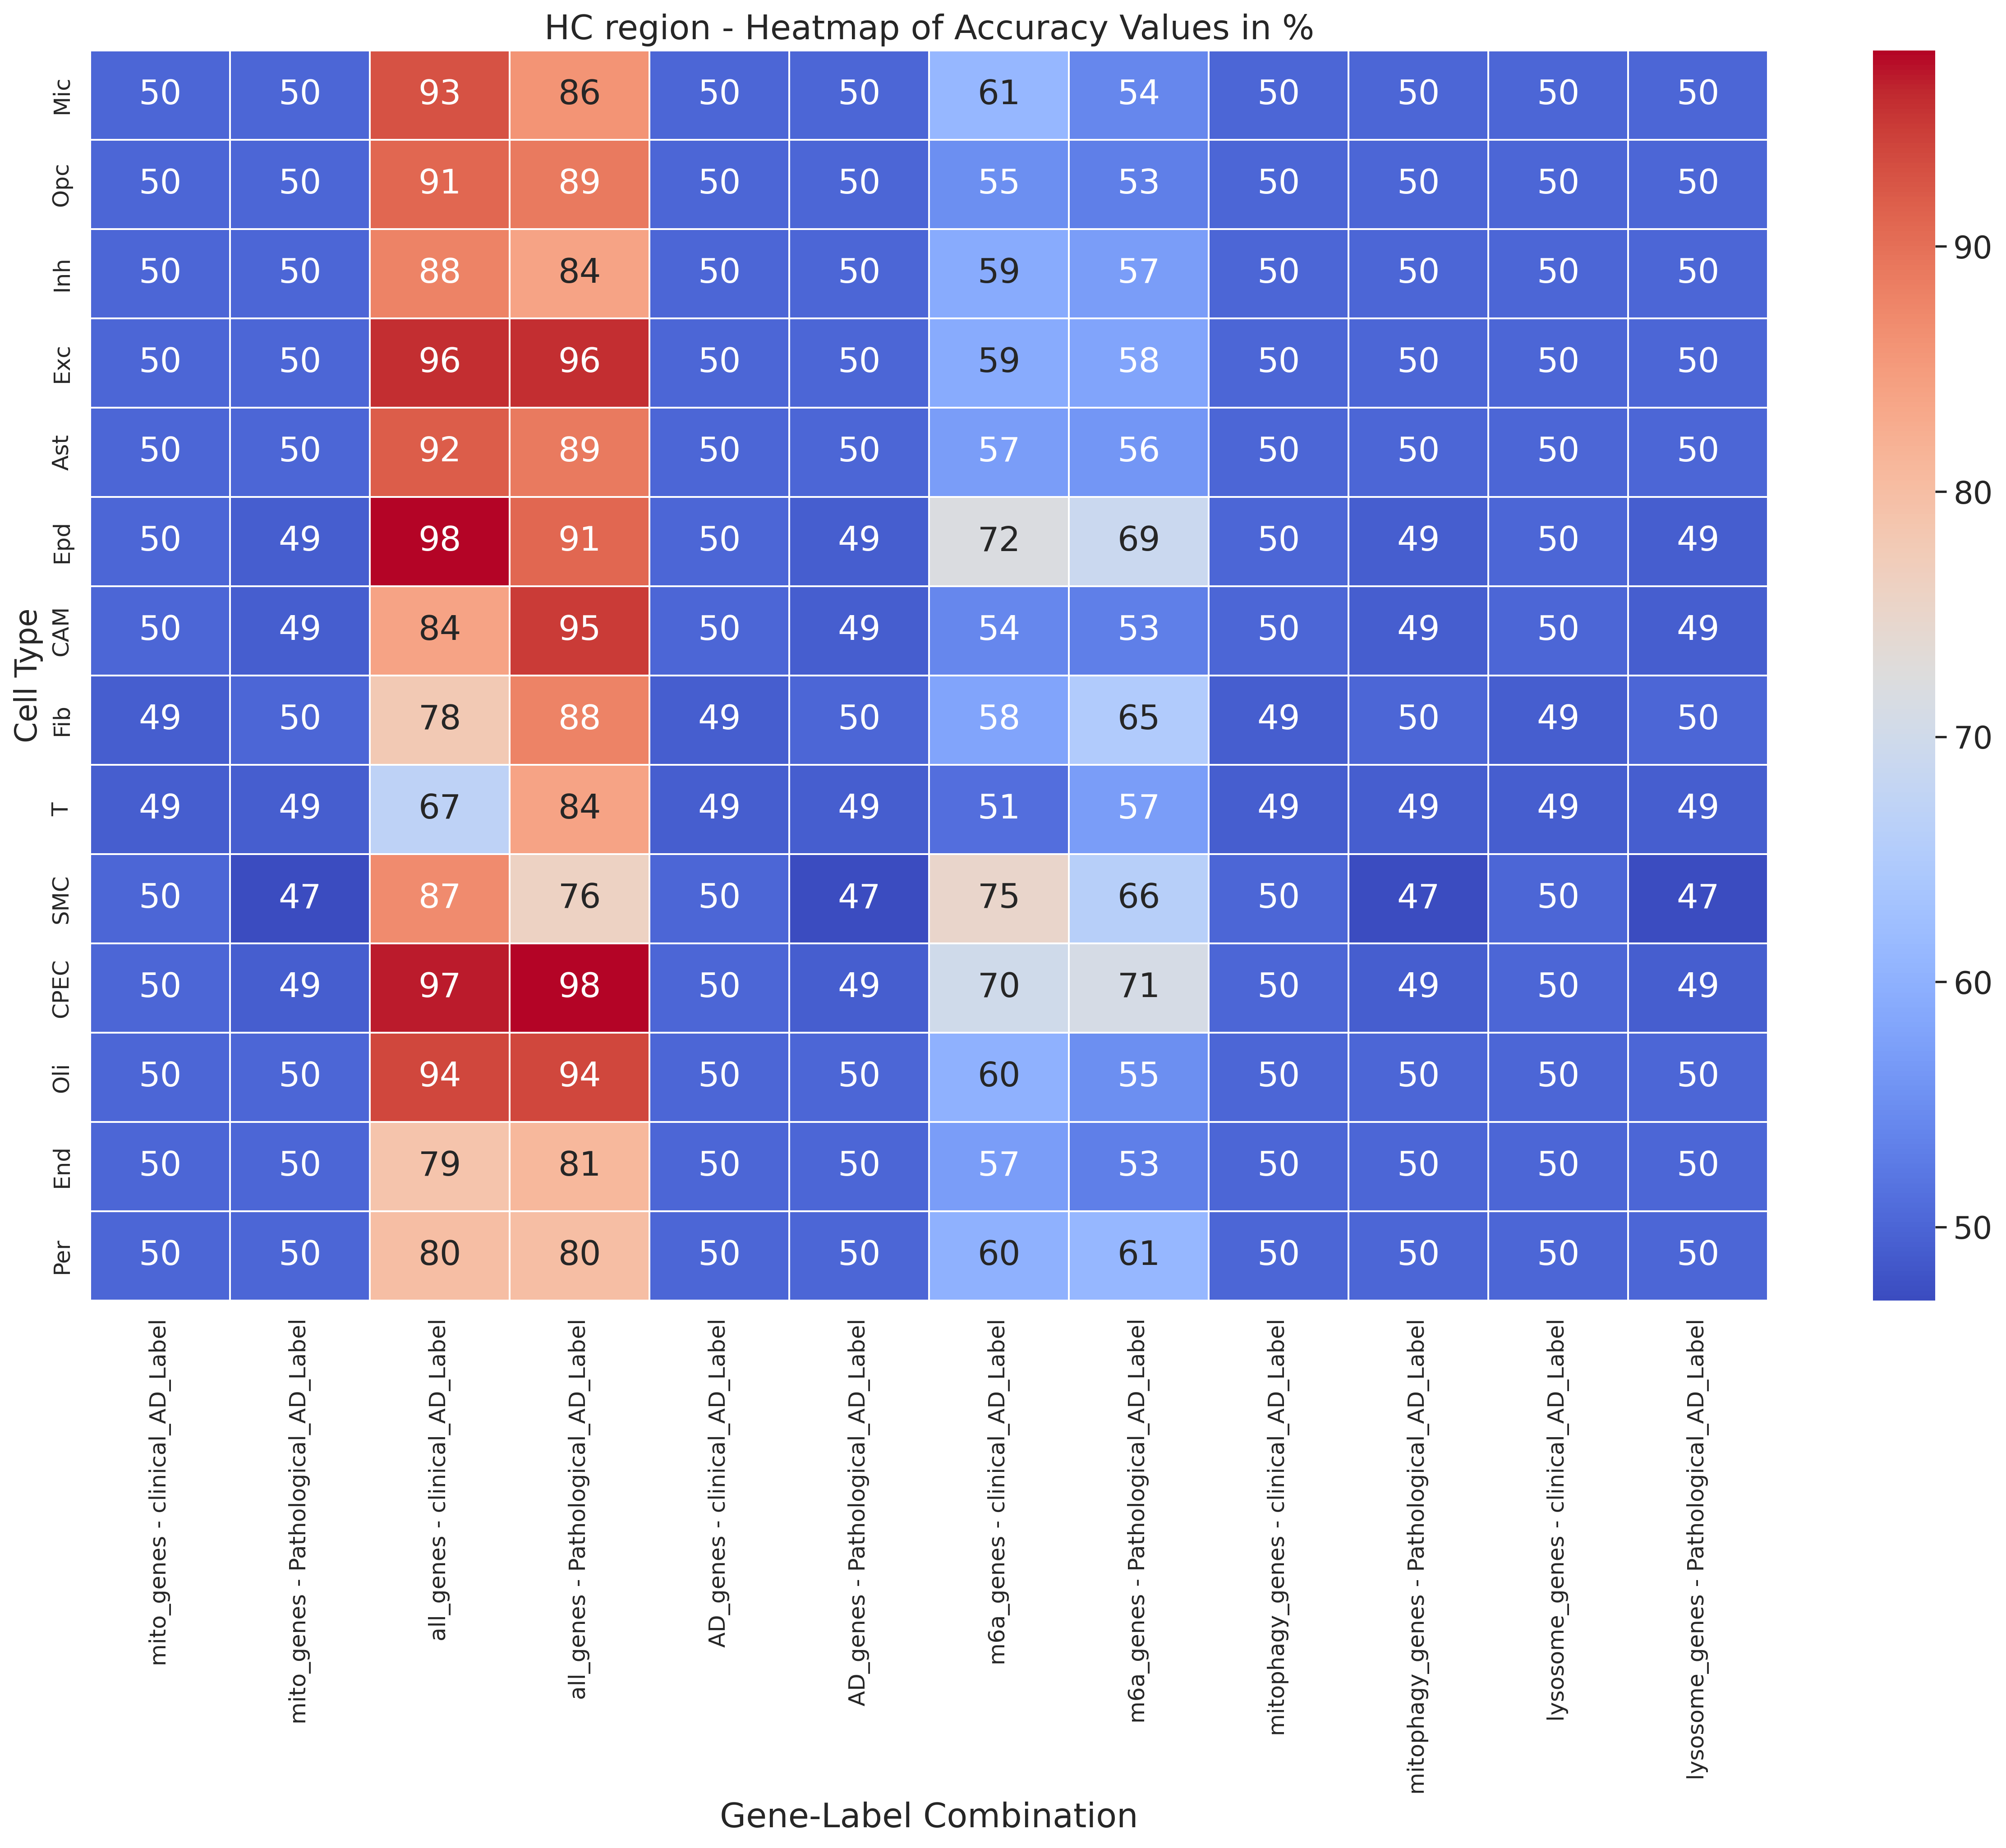 HC region - Heatmap of Accuracy Values in %
Mic 50 50 93 86 50 50 61 54 50 50 50 50
Opc 50 50 91 89 50 50 55 53 50 50 50 50
Inh 50 50 88 84 50 50 59 57 50 50 50 50
Exc 50 50 96 96 50 50 59 58 50 50 50 50
Ast 50 50 92 89 50 50 57 56 50 50 50 50
Epd 50 49 98 91 50 49 72 69 50 49 50 49
CAM 50 49 84 95 50 49 54 53 50 49 50 49
Fib 49 50 78 88 49 50 58 65 49 50 49 50
T 49 49 67 84 49 49 51 57 49 49 49 49
SMC 50 47 87 76 50 47 75 66 50 47 50 47
CPEC 50 49 97 98 50 49 70 71 50 49 50 49
Oli 50 50 94 94 50 50 60 55 50 50 50 50
End 50 50 79 81 50 50 57 53 50 50 50 50
Per 50 50 80 80 50 50 60 61 50 50 50 50
Cell Type
mito_genes - clinical_AD_Label
mito_genes - Pathological_AD_Label
all_genes - clinical_AD_Label
all_genes - Pathological_AD_Label
AD_genes - clinical_AD_Label
AD_genes - Pathological_AD_Label
m6a_genes - clinical_AD_Label
m6a_genes - Pathological_AD_Label
mitophagy_genes - clinical_AD_Label
mitophagy_genes - Pathological_AD_Label
lysosome_genes - clinical_AD_Label
lysosome_genes - Pathological_AD_Label
Gene-Label Combination
90
80
70
60
50